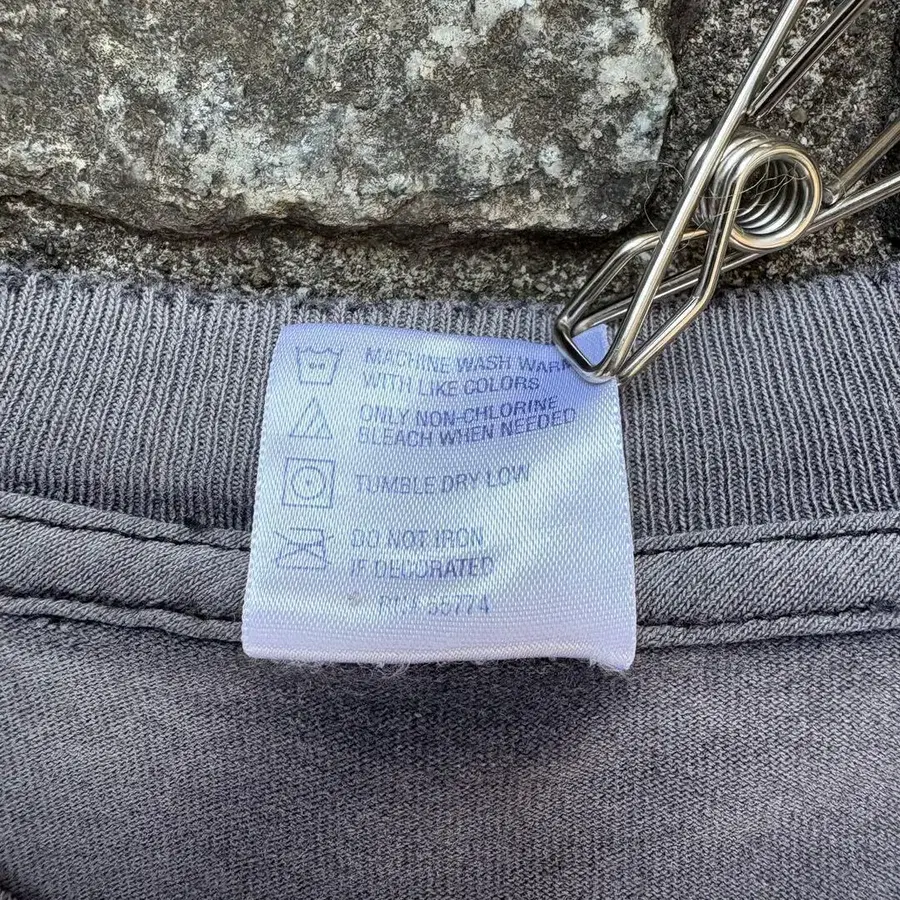 MACHINE WASH WARM
WITH LIKE COLORS
ONLY NON-CHLORINE
BLEACH WHEN NEEDED
TUMBLE DRY LOW
DO NOT IRON
IF DECORATED